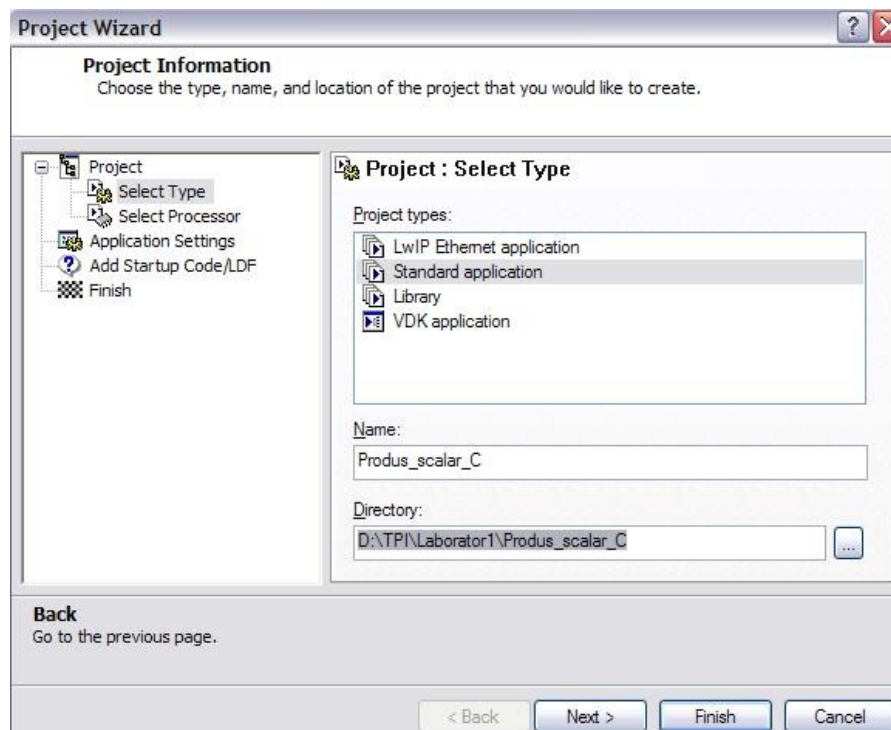 Project Wizard
Project Information
Choose the type, name, and location of the project that you would like to create.
Project
Select Type
Select Processor
Application Settings
Add Startup Code/LDF
Finish
Project : Select Type
Project types:
LwIP Ethernet application
Standard application
Library
VDK application
Name:
Produs_scalar_C
Directory:
D:\TPI\Laborator1\Produs_scalar_C
...
Back
Go to the previous page.
< Back
Next >
Finish
Cancel